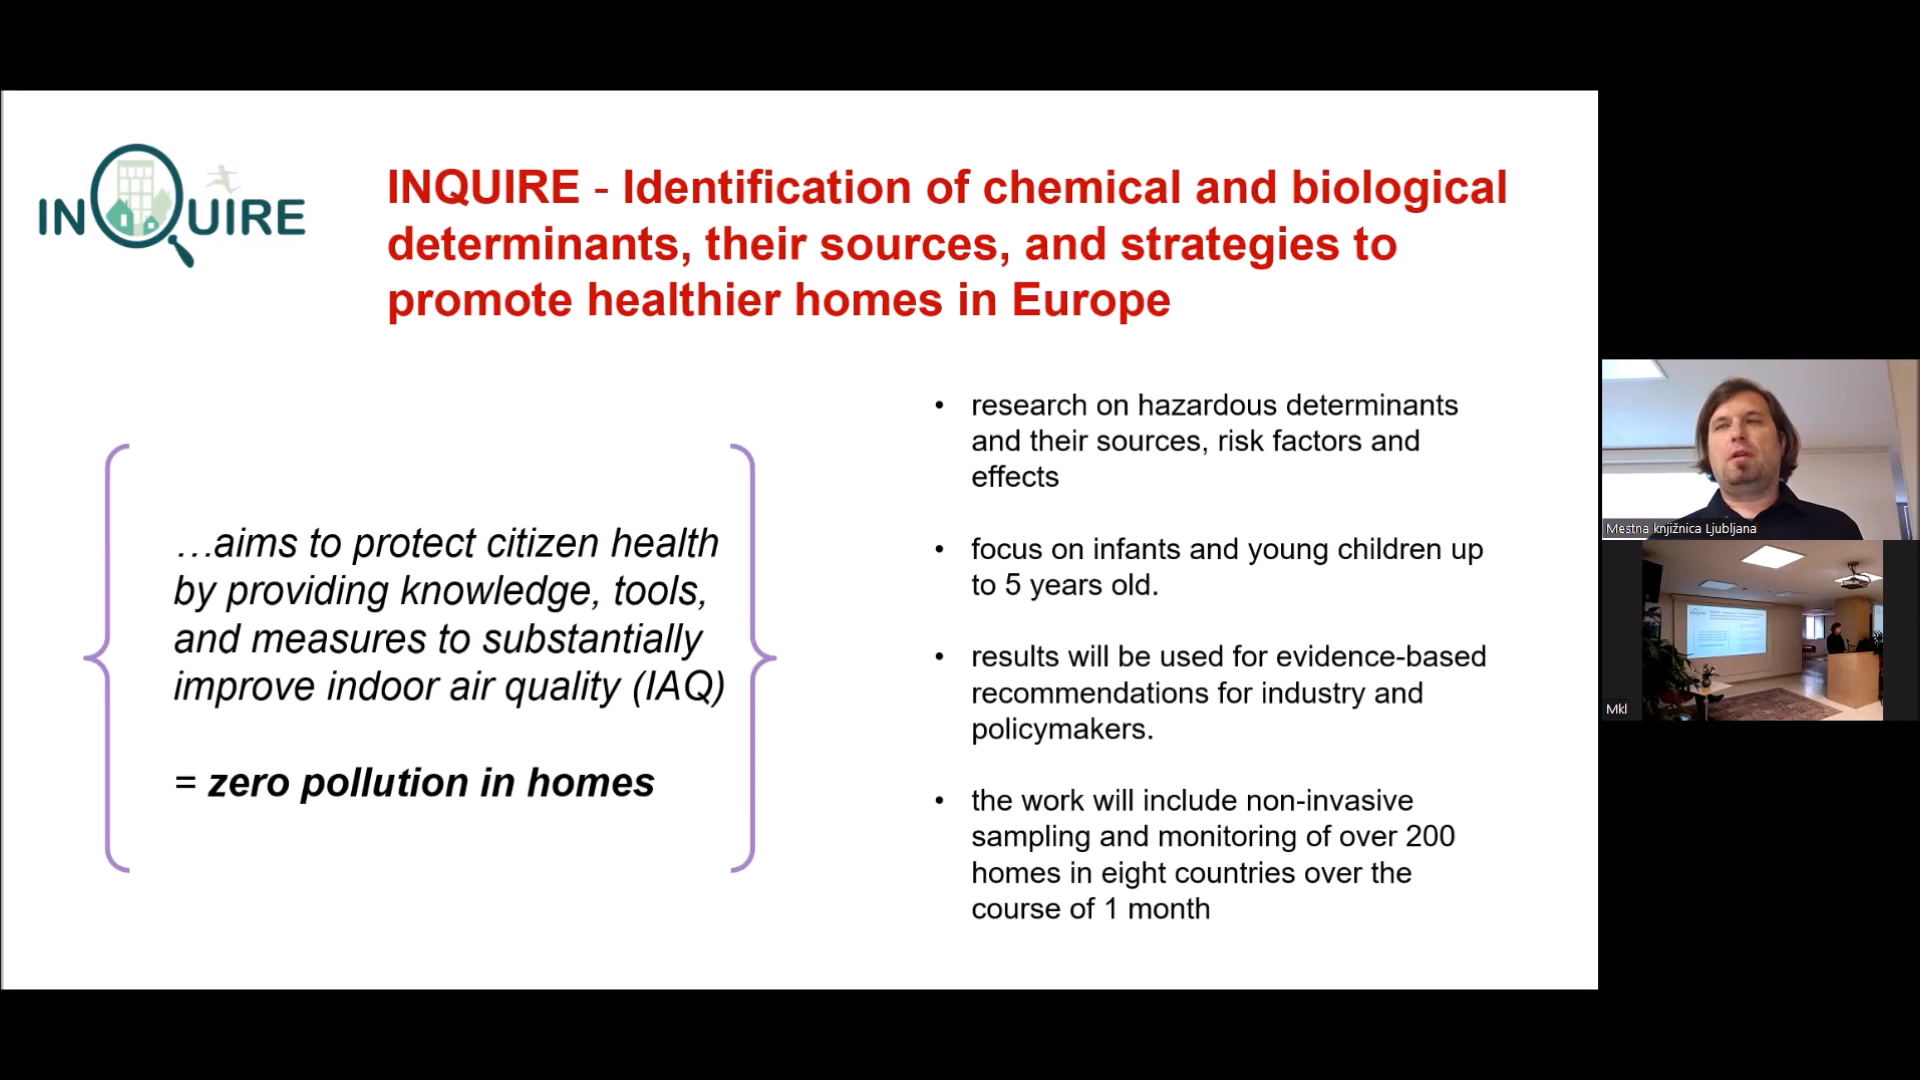 INQUIRE
INQUIRE - Identification of chemical and biological
determinants, their sources, and strategies to
promote healthier homes in Europe
…aims to protect citizen health
by providing knowledge, tools,
and measures to substantially
improve indoor air quality (IAQ)
= zero pollution in homes
• research on hazardous determinants
and their sources, risk factors and
effects
• focus on infants and young children up
to 5 years old.
• results will be used for evidence-based
recommendations for industry and
policymakers.
• the work will include non-invasive
sampling and monitoring of over 200
homes in eight countries over the
course of 1 month
Mestna knjižnica Ljubljana
Mkl